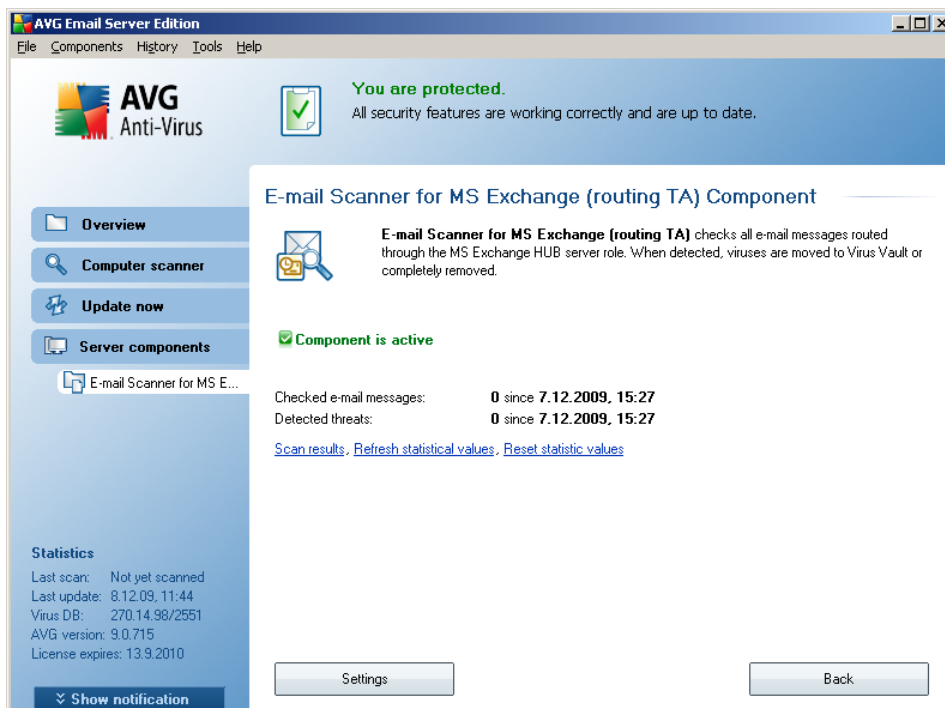 AVG Email Server Edition
File Components History Tools Help
AVG
Anti-Virus
You are protected.
All security features are working correctly and are up to date.
Overview
Computer scanner
Update now
Server components
E-mail Scanner for MS E...
E-mail Scanner for MS Exchange (routing TA) Component
E-mail Scanner for MS Exchange (routing TA) checks all e-mail messages routed
through the MS Exchange HUB server role. When detected, viruses are moved to Virus Vault or
completely removed.
Component is active
Checked e-mail messages: 0 since 7.12.2009, 15:27
Detected threats: 0 since 7.12.2009, 15:27
Scan results, Refresh statistical values, Reset statistic values
Statistics
Last scan: Not yet scanned
Last update: 8.12.09, 11:44
Virus DB: 270.14.98/2551
AVG version: 9.0.715
License expires: 13.9.2010
Show notification
Settings
Back